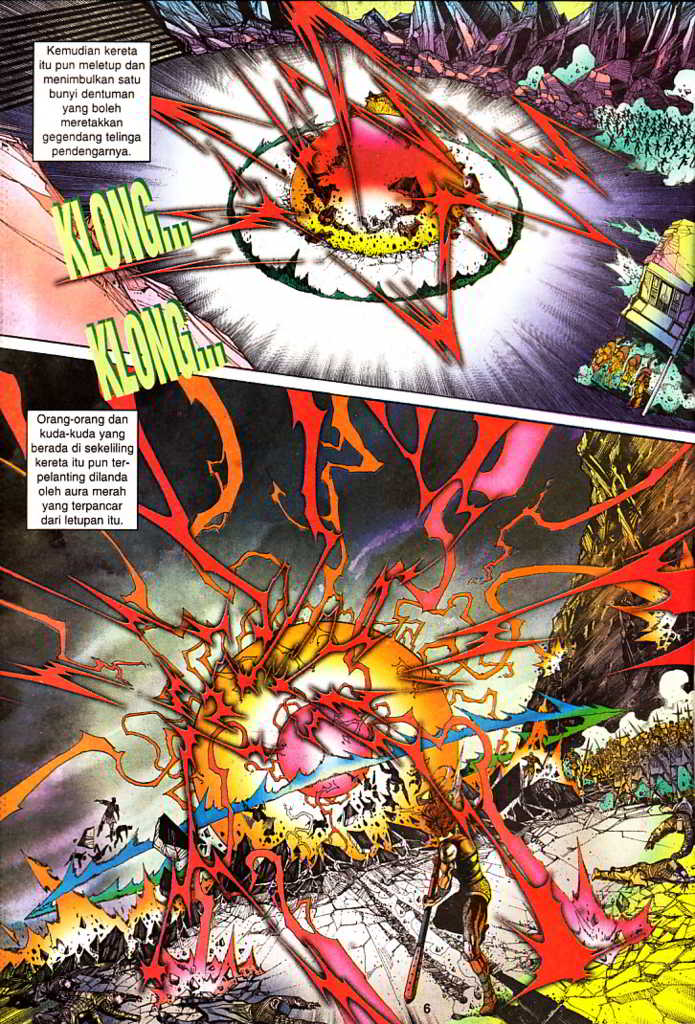 Kemudian kereta
itu pun meletup dan
menimbulkan satu
bunyi dentuman
yang boleh
meretakkan
gegendang telinga
pendengarnya.
KLONG...
KLONG...
Orang-orang dan
kuda-kuda yang
berada di sekeliling
kereta itu pun ter-
pelanting dilanda
oleh aura merah
yang terpancar
dari letupan itu.
6